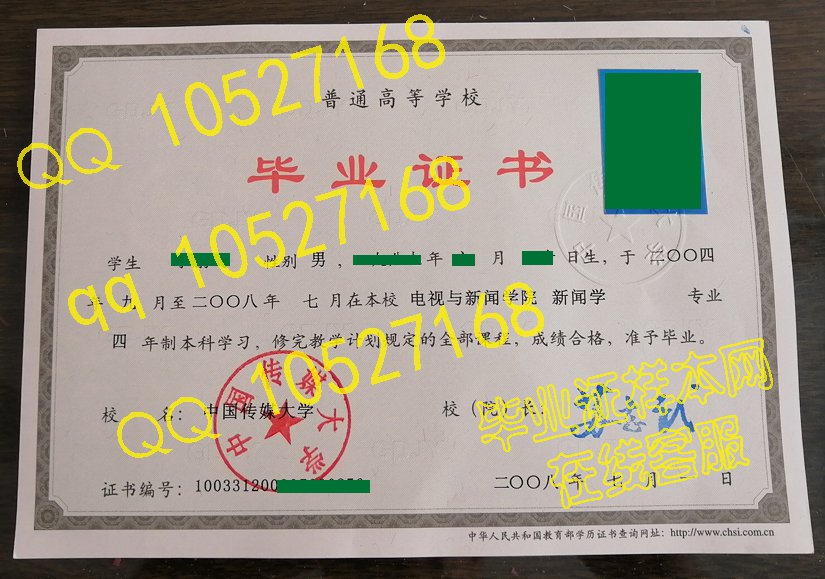 普通高等学校
毕业证书
学生 性别 男 , 年 月 日生, 于 二〇〇四
年 九 月至 二〇〇八 年 七 月在本校 电视与新闻学院 新闻学 专业
四 年制本科学习, 修完教学计划规定的全部课程, 成绩合格, 准予毕业。
校 名: 中国传媒大学 校(院)长:
中国传媒大学
证书编号: 100331200 二〇〇八 年 七 月 日
中华人民共和国教育部学历证书查询网址: http://www.chsi.com.cn
QQ 10527168
qq 10527168
QQ 10527168
毕业证样本网
在线客服